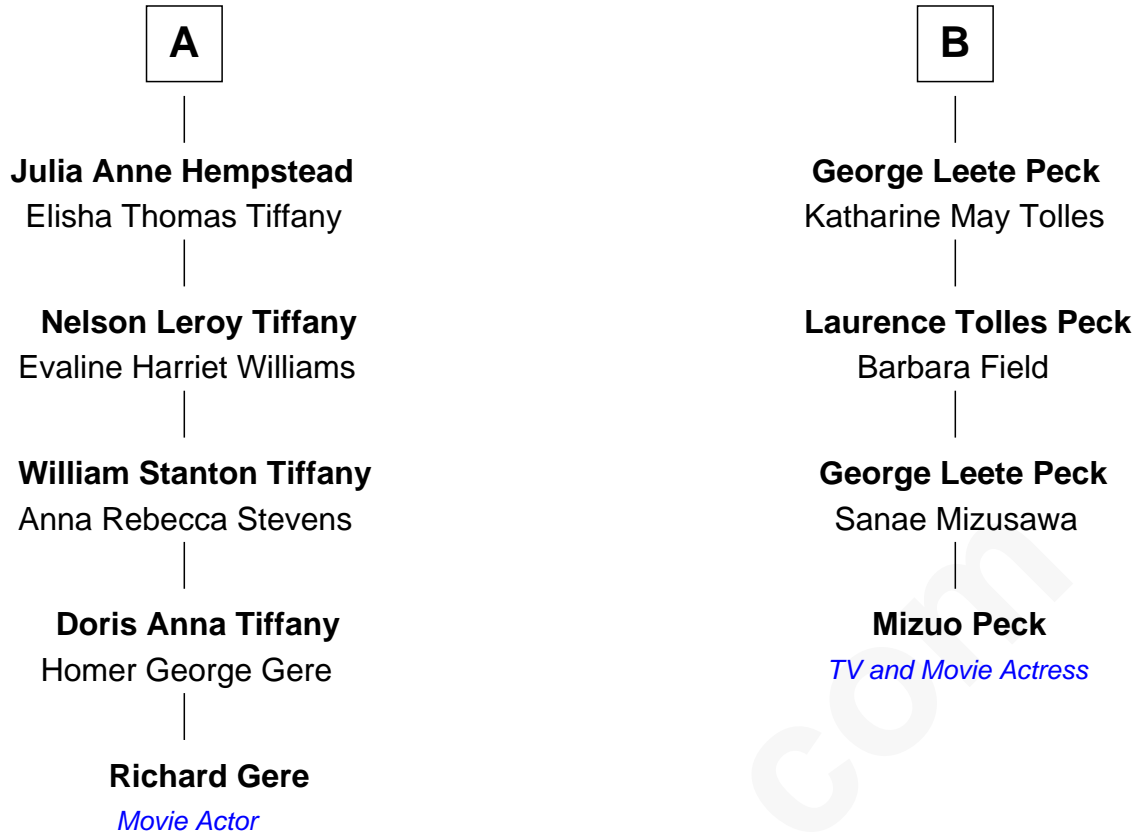 A
Julia Anne Hempstead
Elisha Thomas Tiffany
Nelson Leroy Tiffany
Evaline Harriet Williams
William Stanton Tiffany
Anna Rebecca Stevens
Doris Anna Tiffany
Homer George Gere
Richard Gere
Movie Actor
B
George Leete Peck
Katharine May Tolles
Laurence Tolles Peck
Barbara Field
George Leete Peck
Sanae Mizusawa
Mizuo Peck
TV and Movie Actress
com